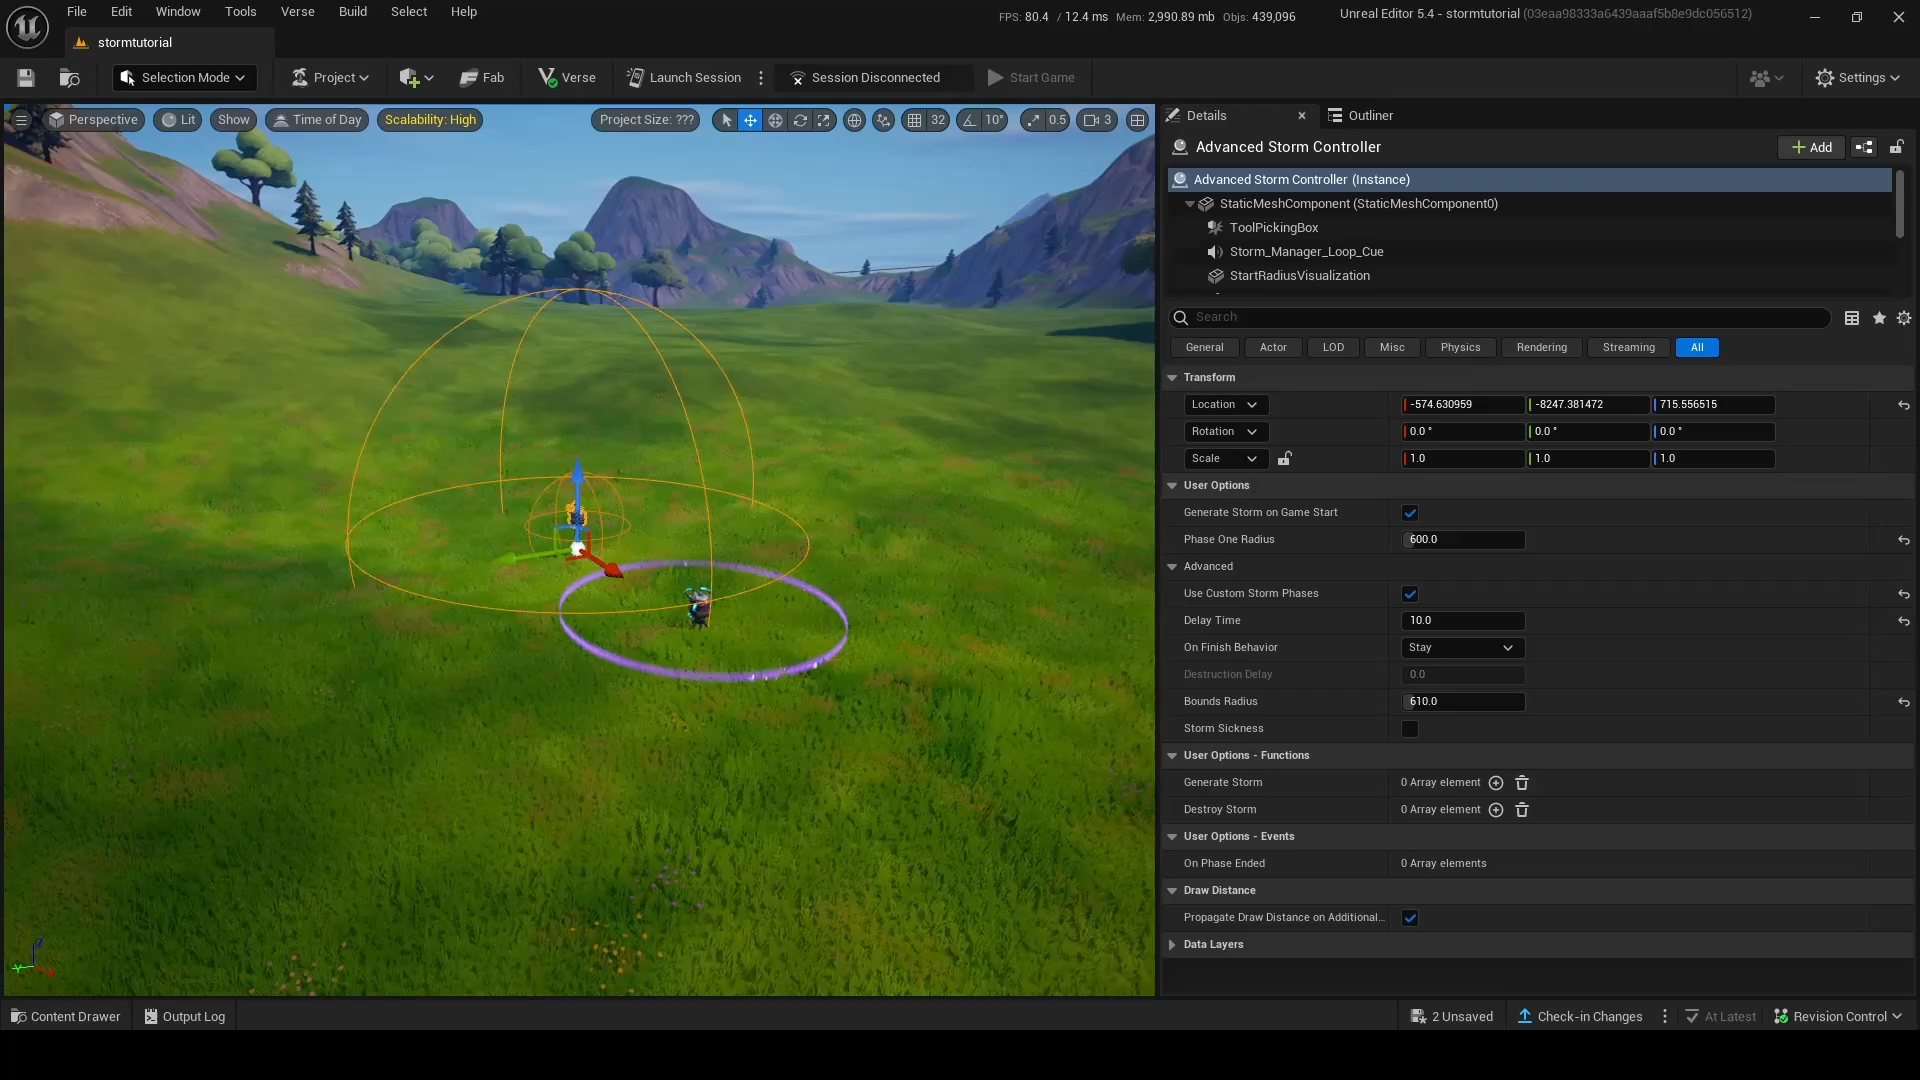 File Edit Window Tools Verse Build Select Help
FPS: 80.4 / 12.4 ms Mem: 2,990.89 mb Objs: 439,096
Unreal Editor 5.4 - stormtutorial (03eaa98333a6439aaaf5b8e9dc056512)
stormtutorial
Selection Mode Project Fab Verse Launch Session Session Disconnected Start Game Settings
Perspective Lit Show Time of Day Scalability: High Project Size: ??? 32 10° 0.5 3
Details Outliner
Advanced Storm Controller
Add
Advanced Storm Controller (Instance)
StaticMeshComponent (StaticMeshComponent0)
ToolPickingBox
Storm_Manager_Loop_Cue
StartRadiusVisualization
Search
General Actor LOD Misc Physics Rendering Streaming All
Transform
Location -574.630959 -8247.381472 715.556515
Rotation 0.0 ° 0.0 ° 0.0 °
Scale 1.0 1.0 1.0
User Options
Generate Storm on Game Start
Phase One Radius 600.0
Advanced
Use Custom Storm Phases
Delay Time 10.0
On Finish Behavior Stay
Destruction Delay 0.0
Bounds Radius 610.0
Storm Sickness
User Options - Functions
Generate Storm 0 Array element
Destroy Storm 0 Array element
User Options - Events
On Phase Ended 0 Array elements
Draw Distance
Propagate Draw Distance on Additional...
Data Layers
Content Drawer Output Log 2 Unsaved Check-in Changes At Latest Revision Control